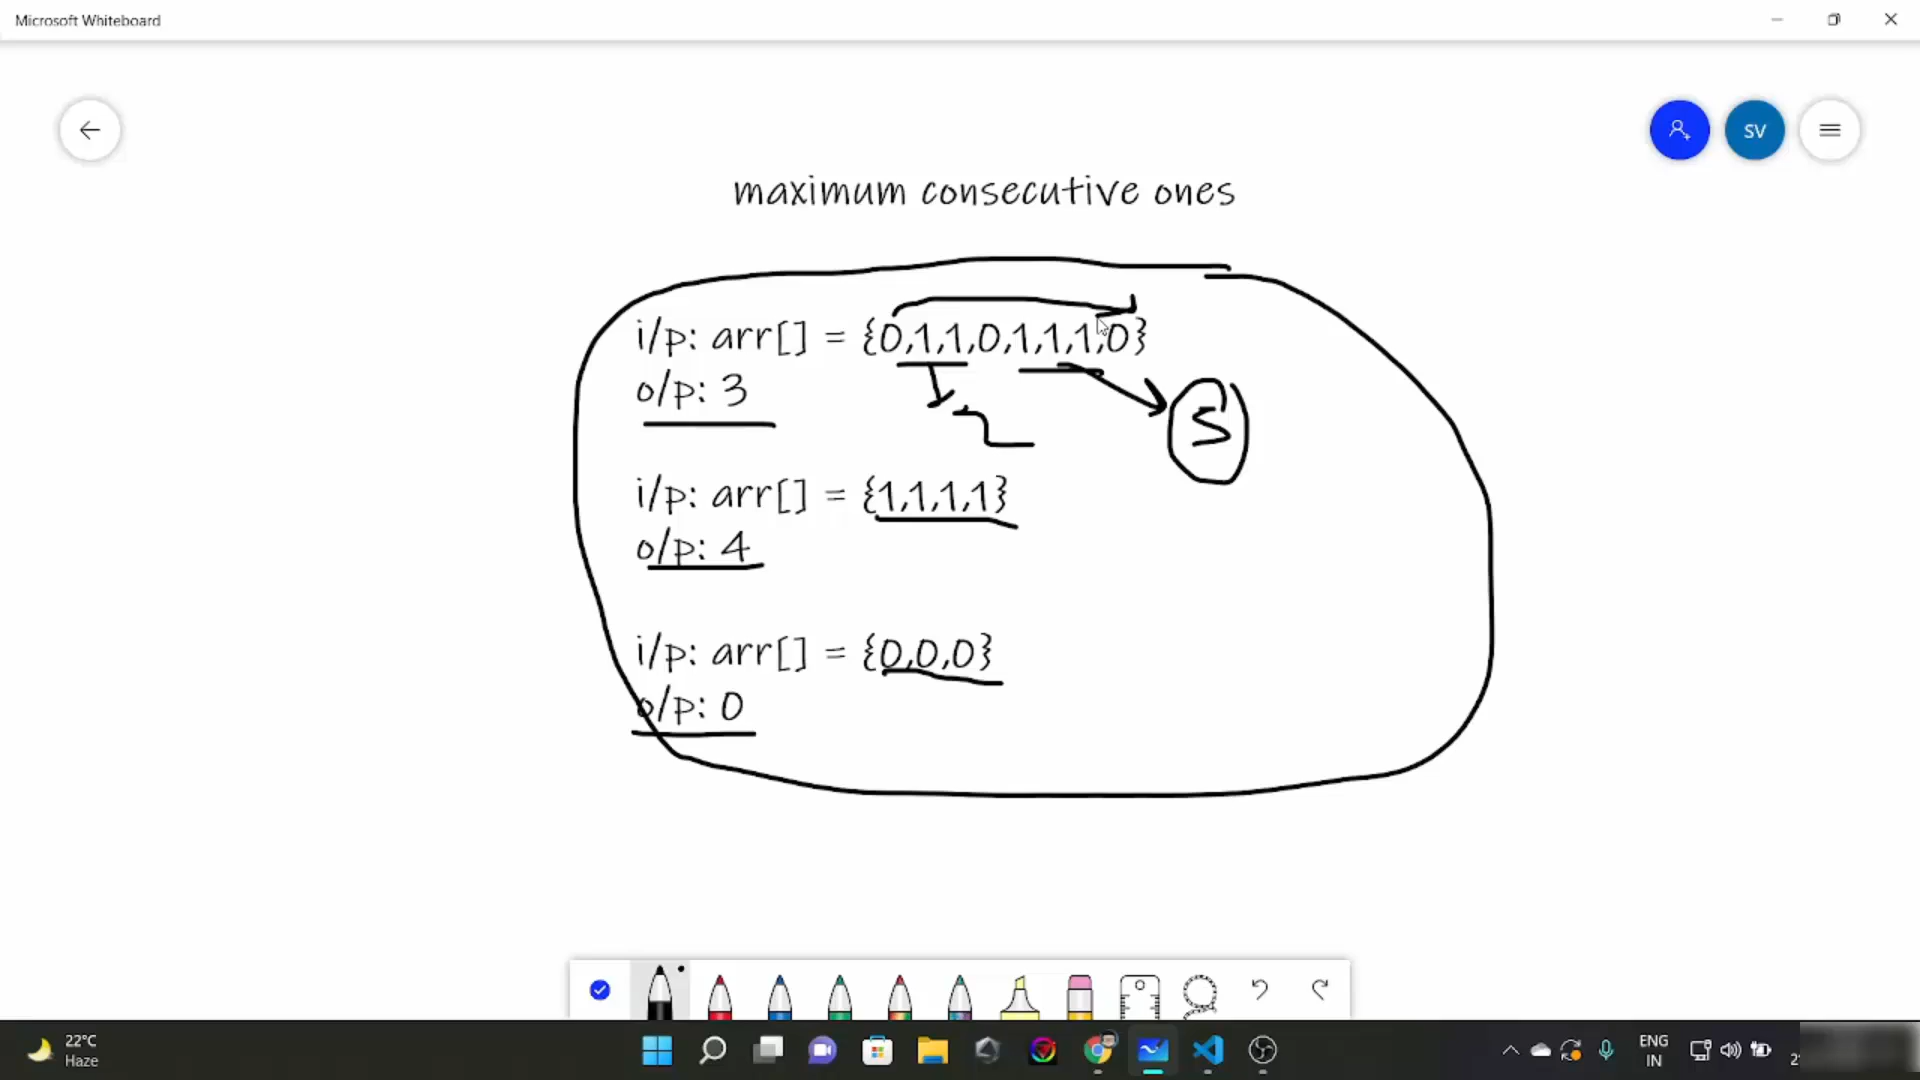 Microsoft Whiteboard
SV
maximum consecutive ones
i/p: arr[] = {0,1,1,0,1,1,1,0}
o/p: 3
2
i/p: arr[] = {1,1,1,1}
o/p: 4
i/p: arr[] = {0,0,0}
o/p: 0
22°C
Haze
ENG
IN